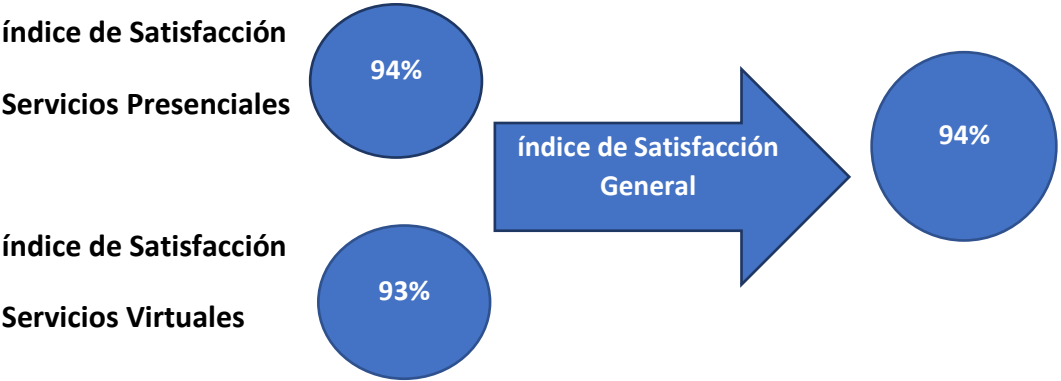 índice de Satisfacción
Servicios Presenciales
94%
índice de Satisfacción
General
94%
índice de Satisfacción
Servicios Virtuales
93%